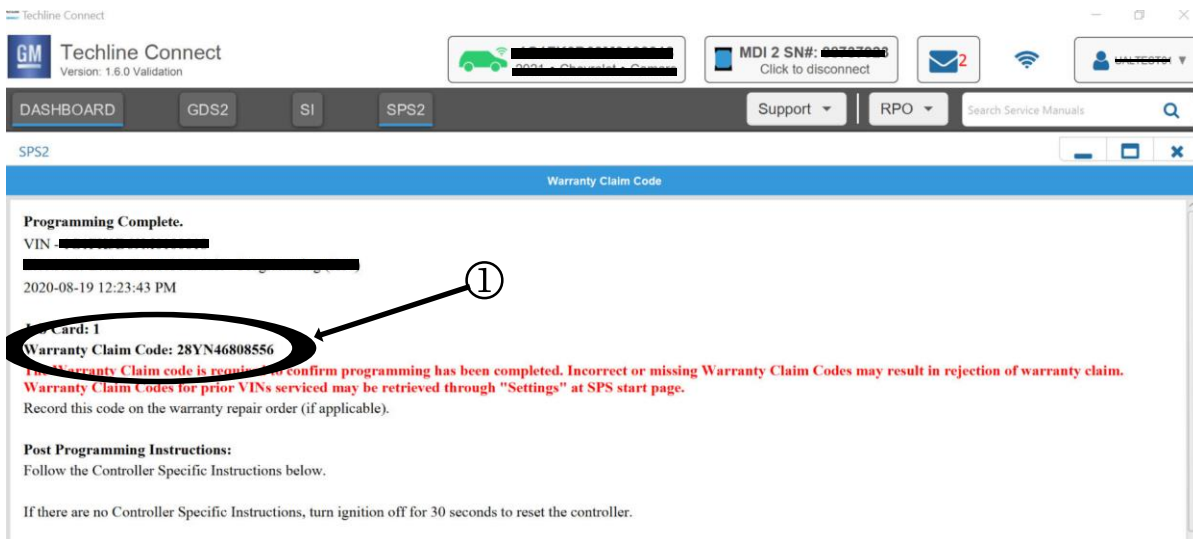 Techline Connect
GM Techline Connect
Version: 1.6.0 Validation
2021 • Chevrolet • Camaro
MDI 2 SN#:
Click to disconnect
2
DASHBOARD GDS2 SI SPS2 Support RPO Search Service Manuals
SPS2
Warranty Claim Code
Programming Complete.
VIN -
2020-08-19 12:23:43 PM
①
Card: 1
Warranty Claim Code: 28YN46808556
The Warranty Claim code is required to confirm programming has been completed. Incorrect or missing Warranty Claim Codes may result in rejection of warranty claim.
Warranty Claim Codes for prior VINs serviced may be retrieved through "Settings" at SPS start page.
Record this code on the warranty repair order (if applicable).
Post Programming Instructions:
Follow the Controller Specific Instructions below.
If there are no Controller Specific Instructions, turn ignition off for 30 seconds to reset the controller.